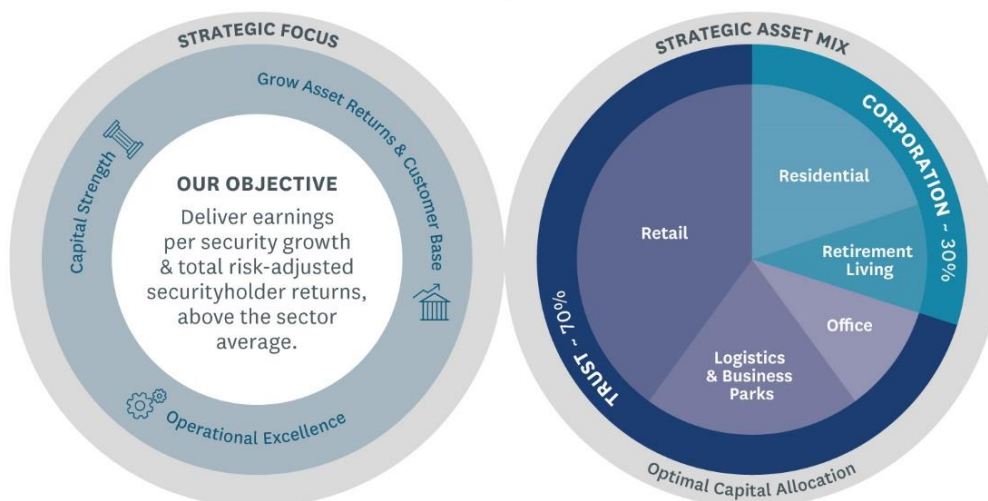 STRATEGIC FOCUS
Grow Asset Returns & Customer Base
Capital Strength
Operational Excellence
OUR OBJECTIVE
Deliver earnings
per security growth
& total risk-adjusted
securityholder returns,
above the sector
average.
STRATEGIC ASSET MIX
CORPORATION ~ 30%
TRUST ~ 70%
Residential
Retail
Retirement
Living
Office
Logistics
& Business
Parks
Optimal Capital Allocation